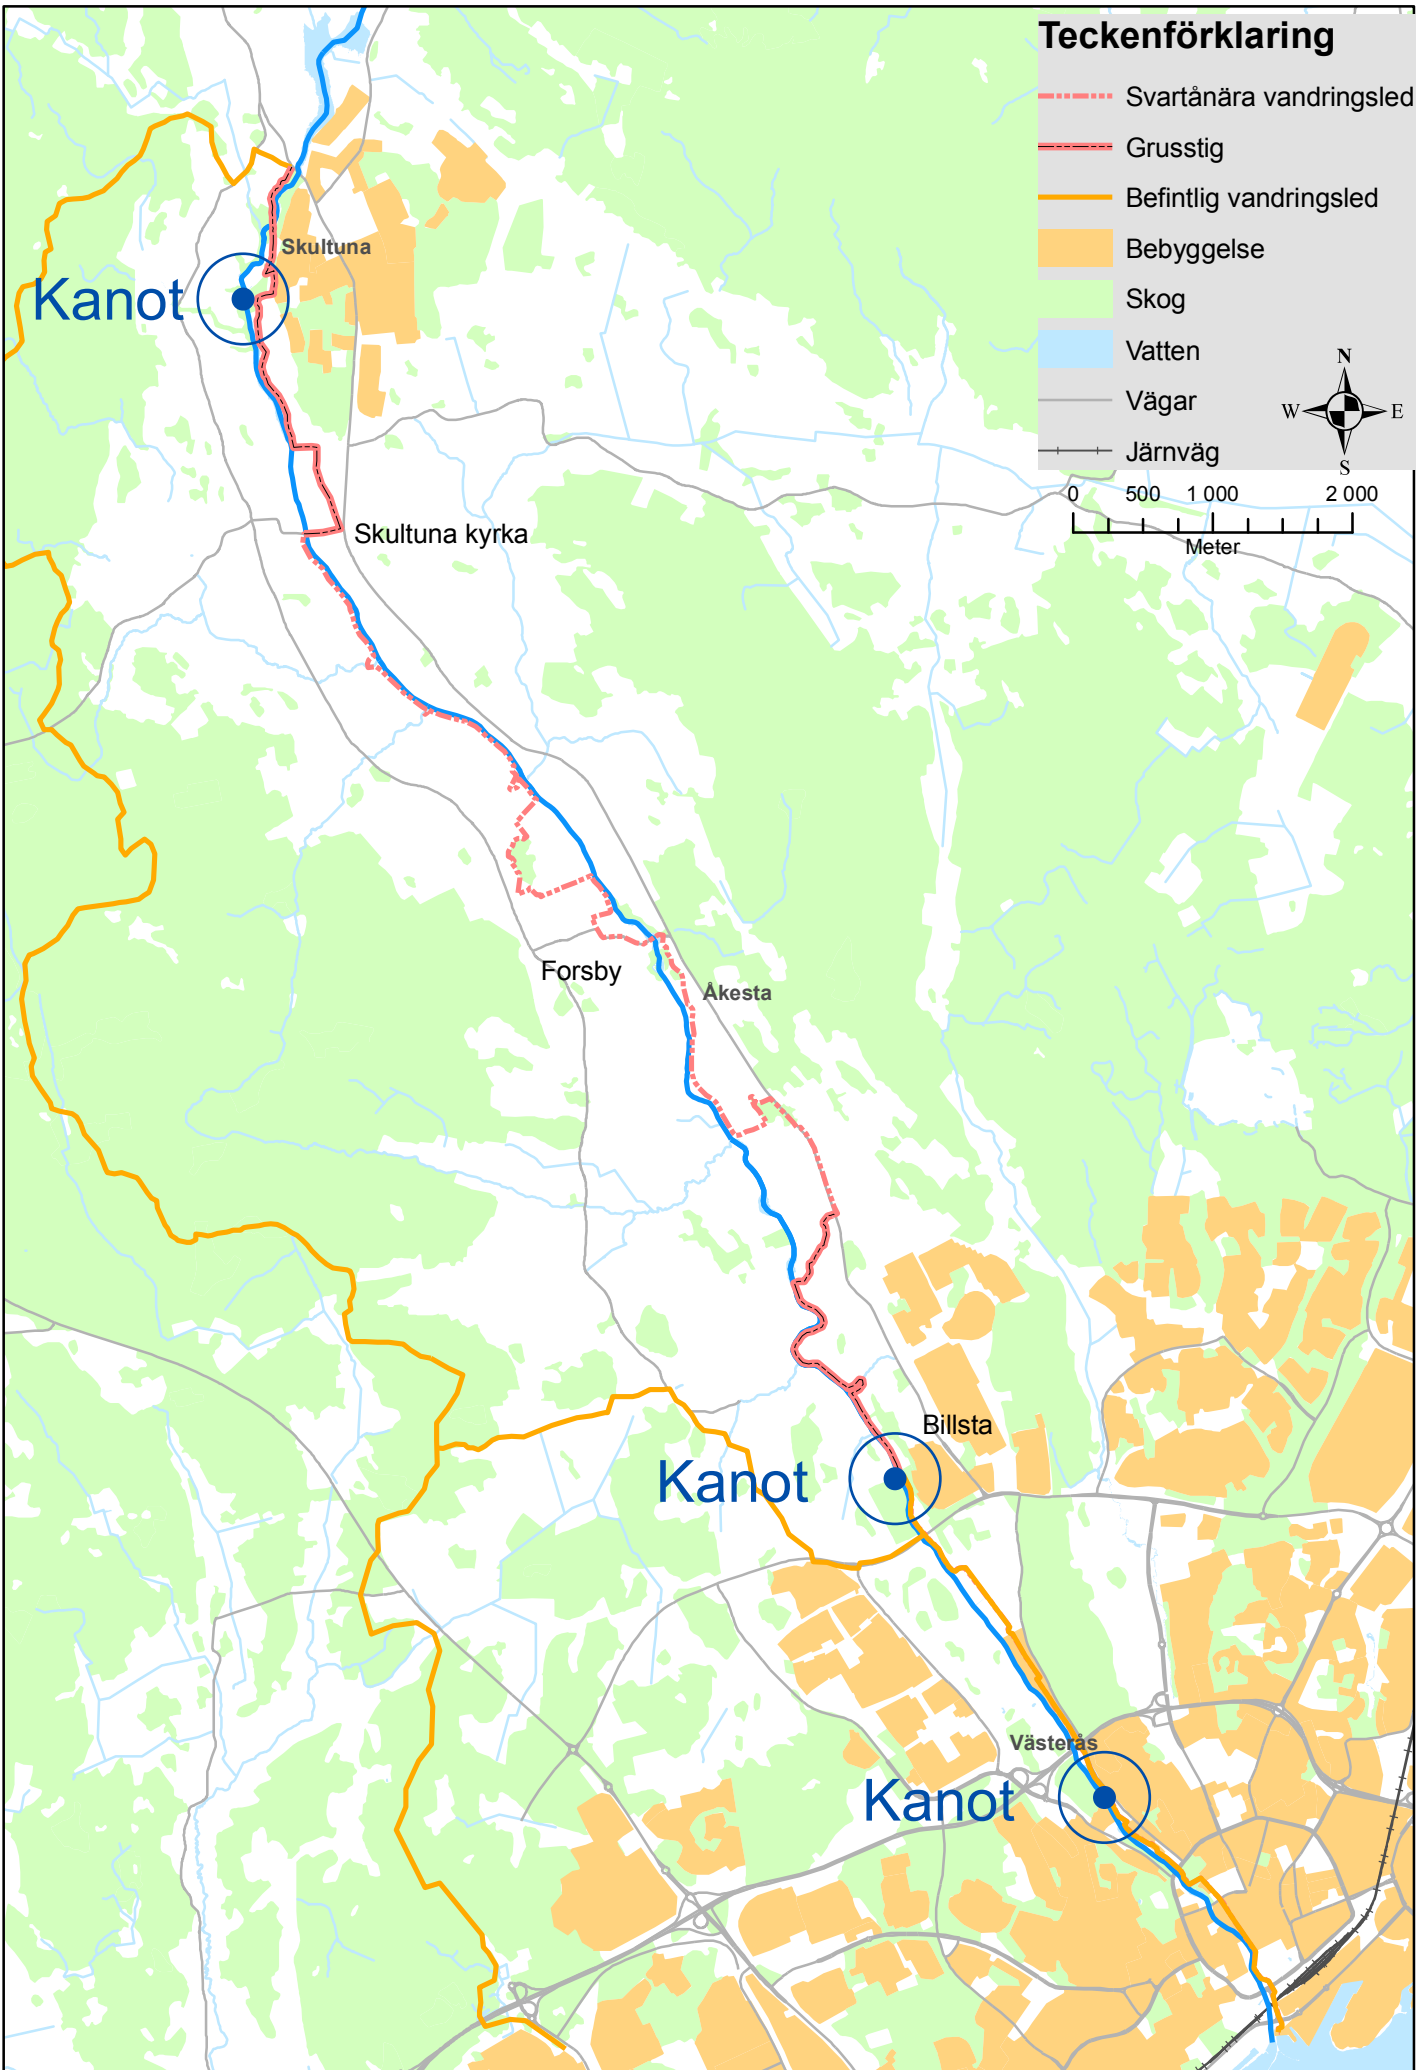 Teckenförklaring
Svartånära vandringsled
Grusstig
Befintlig vandringsled
Bebyggelse
Skog
Vatten
Vägar
Järnväg
N
W E
S
0 500 1 000 2 000
Meter
Skultuna
Kanot
Skultuna kyrka
Forsby
Åkesta
Billsta
Kanot
Västerås
Kanot